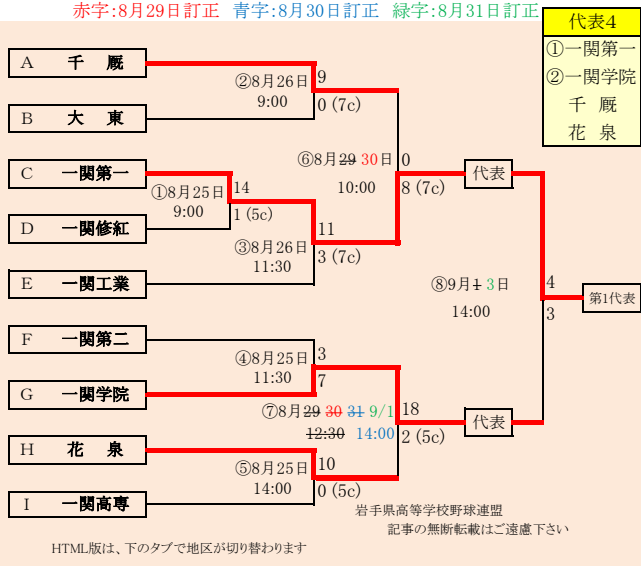 赤字:8月29日訂正 青字:8月30日訂正 緑字:8月31日訂正
代表4
①一関第一
②一関学院
千 厩
花 泉
A 千 厩
②8月26日 9
9:00 0 (7c)
B 大 東
⑥8月29 30日 0
10:00 8 (7c)
代表
C 一関第一
①8月25日 14
9:00 1 (5c)
D 一関修紅
11
③8月26日 3 (7c)
11:30
E 一関工業
⑧9月1 3日 4
14:00 3
第1代表
F 一関第二
④8月25日 3
11:30 7
G 一関学院
⑦8月29 30 31 9/1 18
12:30 14:00 2 (5c)
代表
H 花 泉
⑤8月25日 10
14:00 0 (5c)
I 一関高専
岩手県高等学校野球連盟
記事の無断転載はご遠慮下さい
HTML版は、下のタブで地区が切り替わります